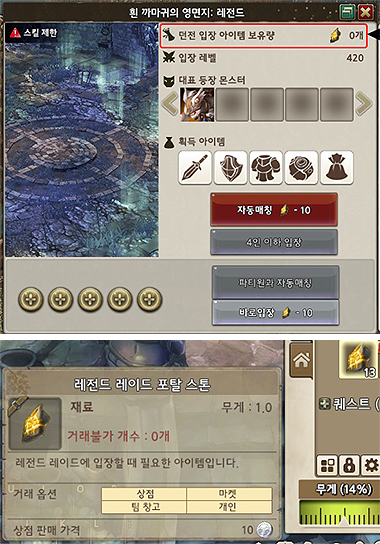 흰 까마귀의 영면지: 레전드
스킬 제한
던전 입장 아이템 보유량 0개
입장 레벨 420
대표 등장 몬스터
획득 아이템
자동매칭 - 10
4인 이하 입장
파티원과 자동매칭
바로입장 - 10
레전드 레이드 포탈 스톤
재료 무게 : 1.0
거래불가 개수 : 0개
레전드 레이드에 입장할 때 필요한 아이템입니다.
거래 옵션
상점 마켓
팀 창고 개인
상점 판매 가격 10
13
퀘스트 (
무게 (14%)